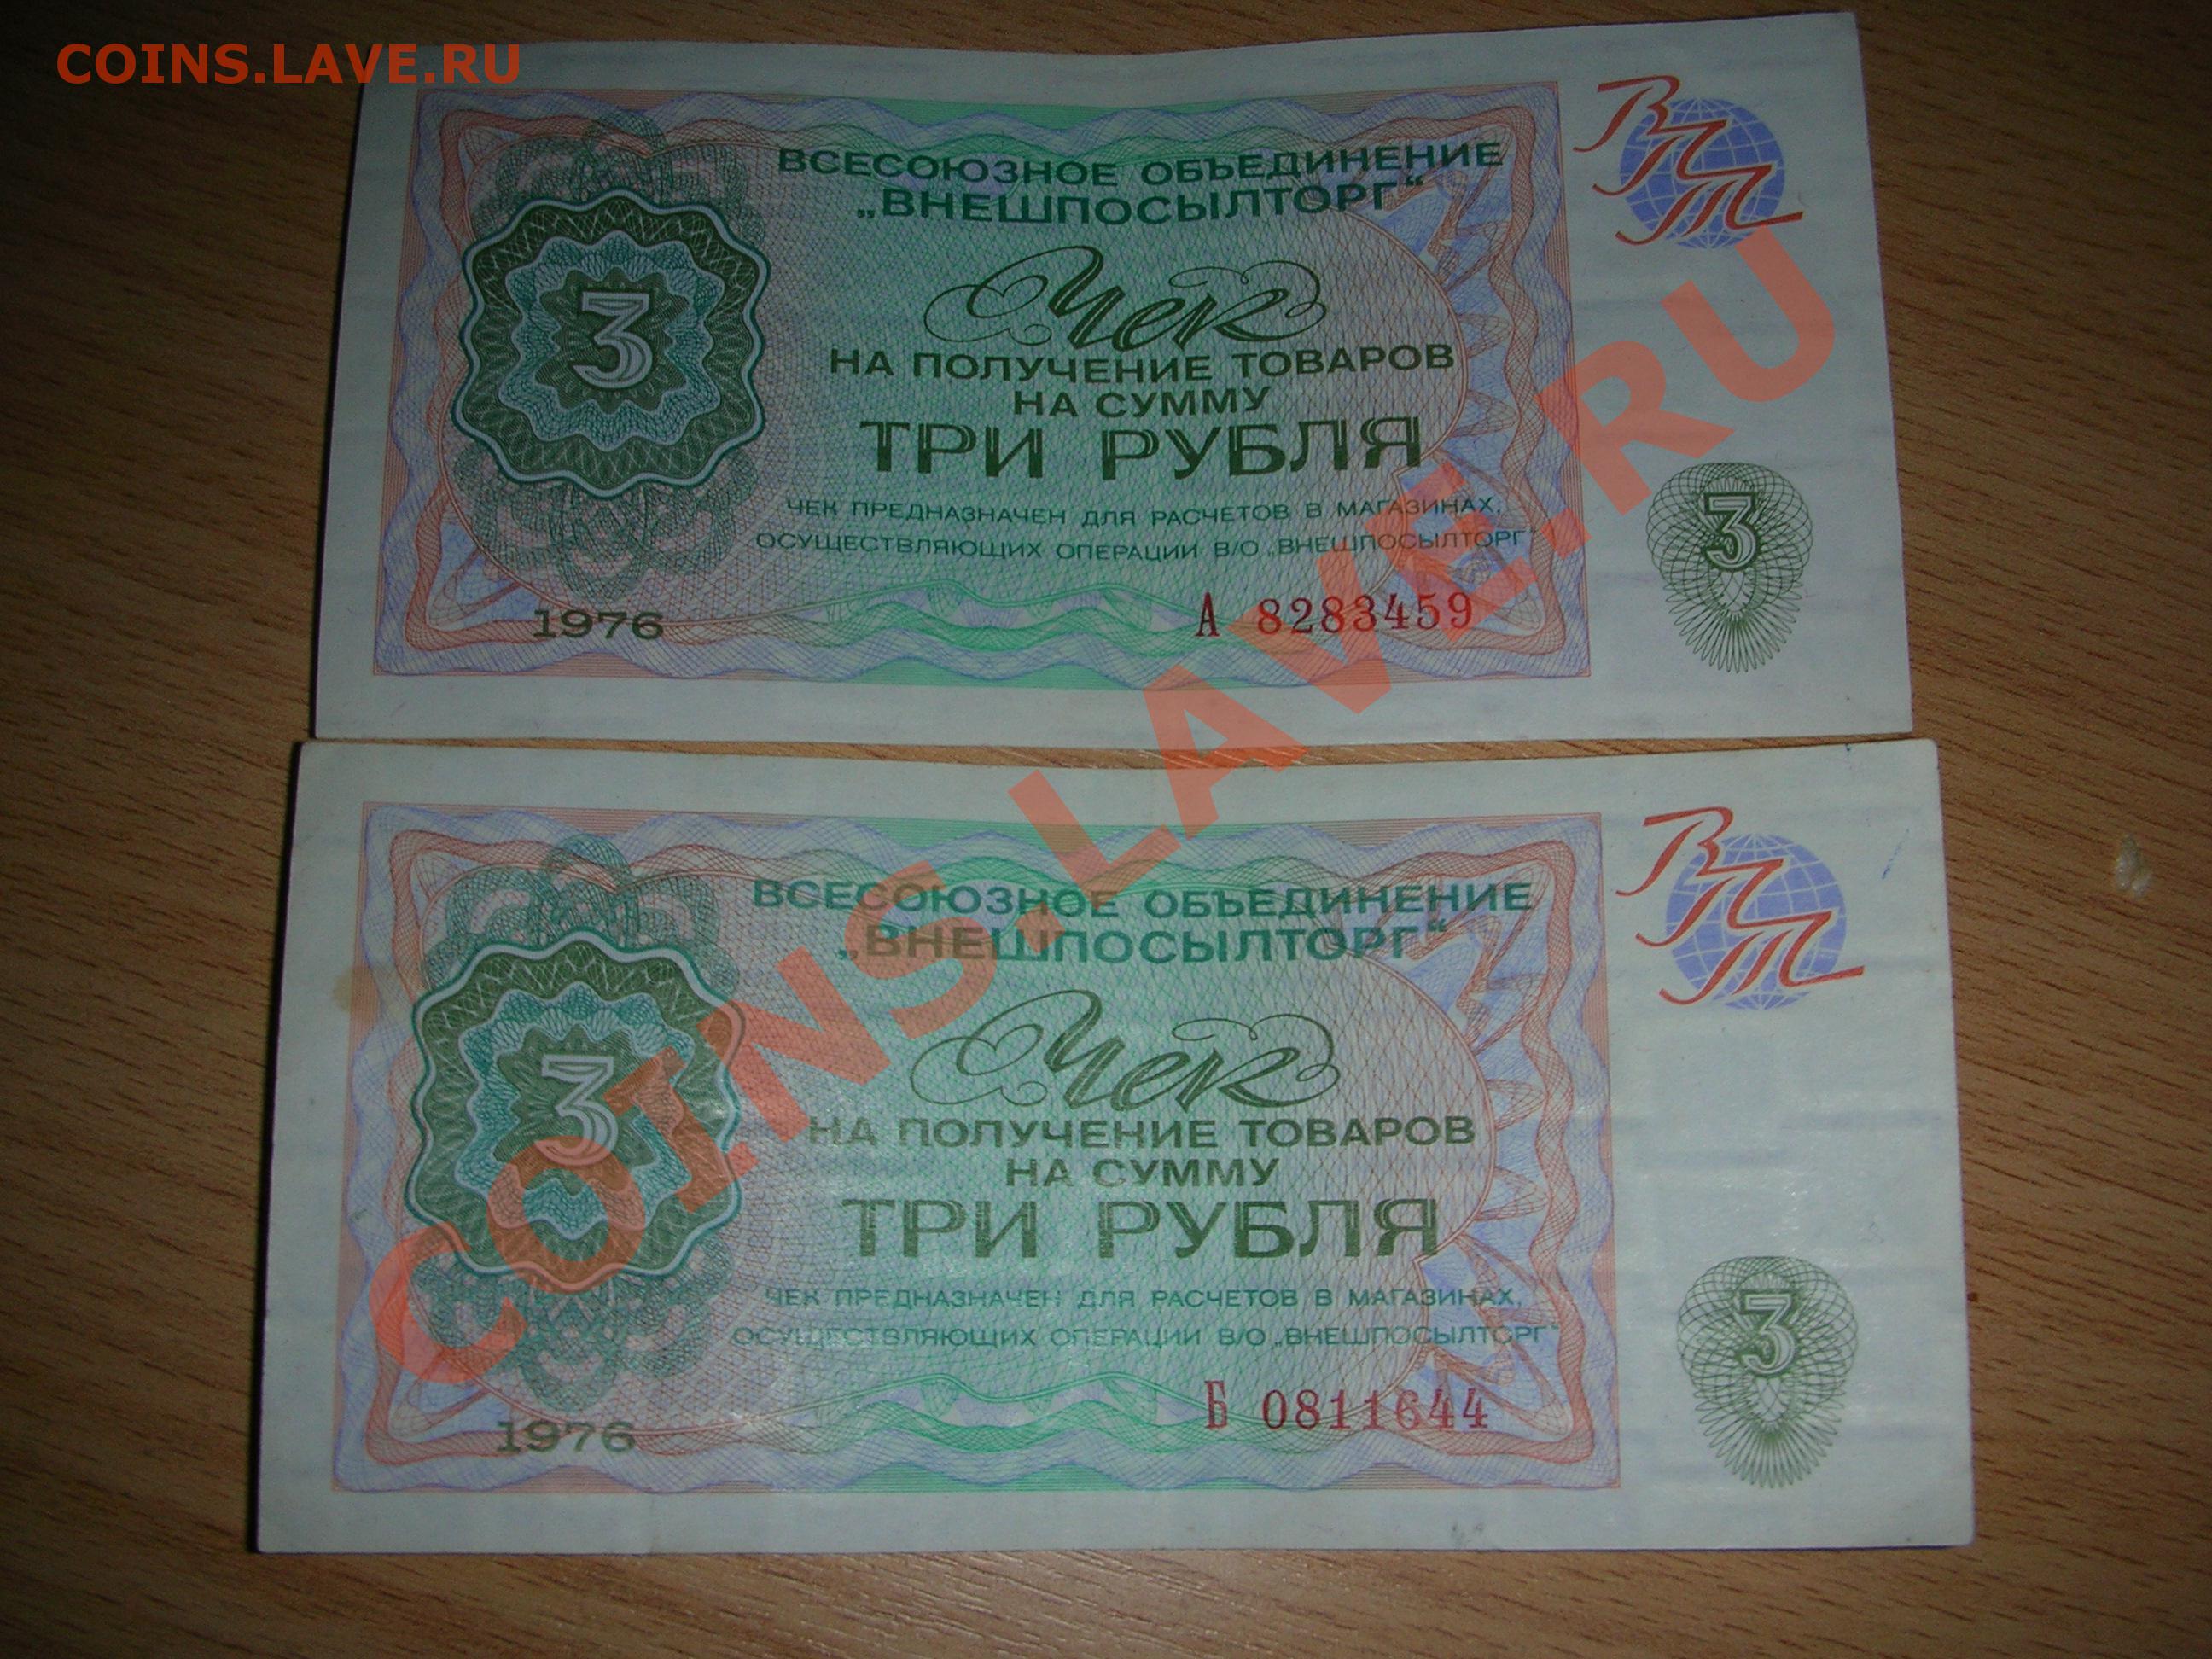 COINS.LAVE.RU
ВСЕСОЮЗНОЕ ОБЪЕДИНЕНИЕ
„ВНЕШПОСЫЛТОРГ“
ВПТ
3
Чек
НА ПОЛУЧЕНИЕ ТОВАРОВ
НА СУММУ
ТРИ РУБЛЯ
ЧЕК ПРЕДНАЗНАЧЕН ДЛЯ РАСЧЕТОВ В МАГАЗИНАХ,
ОСУЩЕСТВЛЯЮЩИХ ОПЕРАЦИИ В/О „ВНЕШПОСЫЛТОРГ“
3
1976
А 8283459
COINS.LAVE.RU
ВСЕСОЮЗНОЕ ОБЪЕДИНЕНИЕ
„ВНЕШПОСЫЛТОРГ“
ВПТ
3
Чек
НА ПОЛУЧЕНИЕ ТОВАРОВ
НА СУММУ
ТРИ РУБЛЯ
ЧЕК ПРЕДНАЗНАЧЕН ДЛЯ РАСЧЕТОВ В МАГАЗИНАХ,
ОСУЩЕСТВЛЯЮЩИХ ОПЕРАЦИИ В/О „ВНЕШПОСЫЛТОРГ“
3
1976
Б 0811644